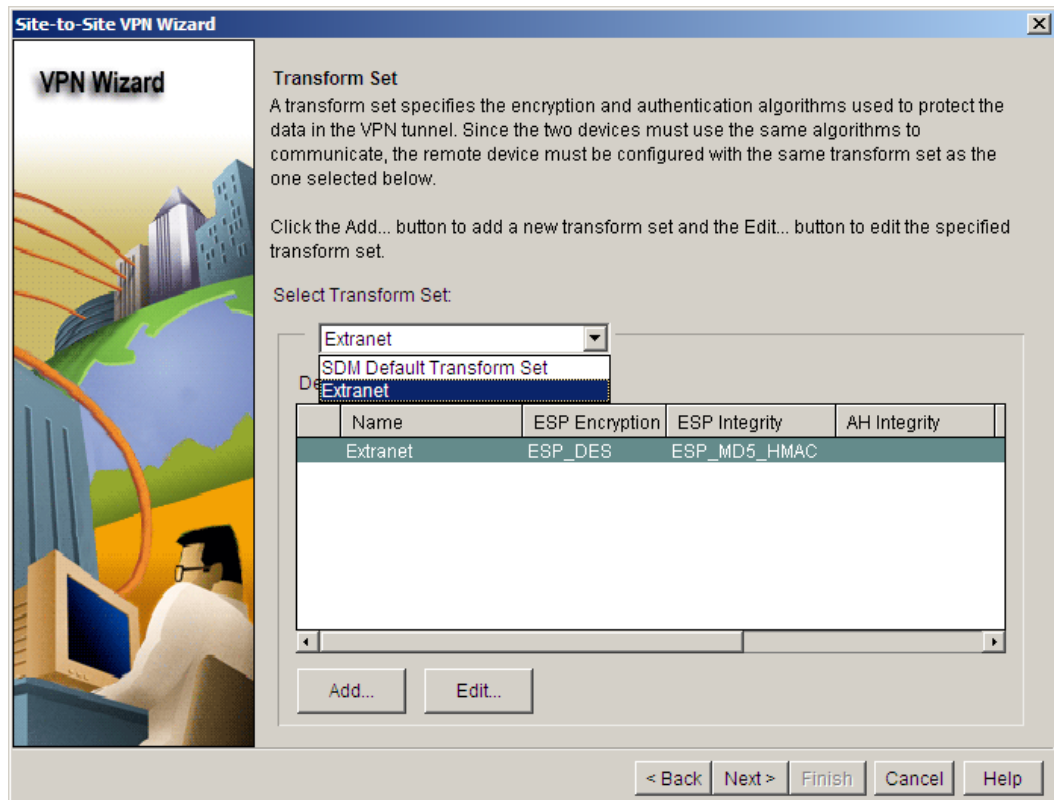 Site-to-Site VPN Wizard
VPN Wizard
Transform Set
A transform set specifies the encryption and authentication algorithms used to protect the
data in the VPN tunnel. Since the two devices must use the same algorithms to
communicate, the remote device must be configured with the same transform set as the
one selected below.
Click the Add... button to add a new transform set and the Edit... button to edit the specified
transform set.
Select Transform Set:
Extranet
SDM Default Transform Set
Extranet
Name ESP Encryption ESP Integrity AH Integrity
Extranet ESP_DES ESP_MD5_HMAC
Add... Edit...
< Back Next > Finish Cancel Help